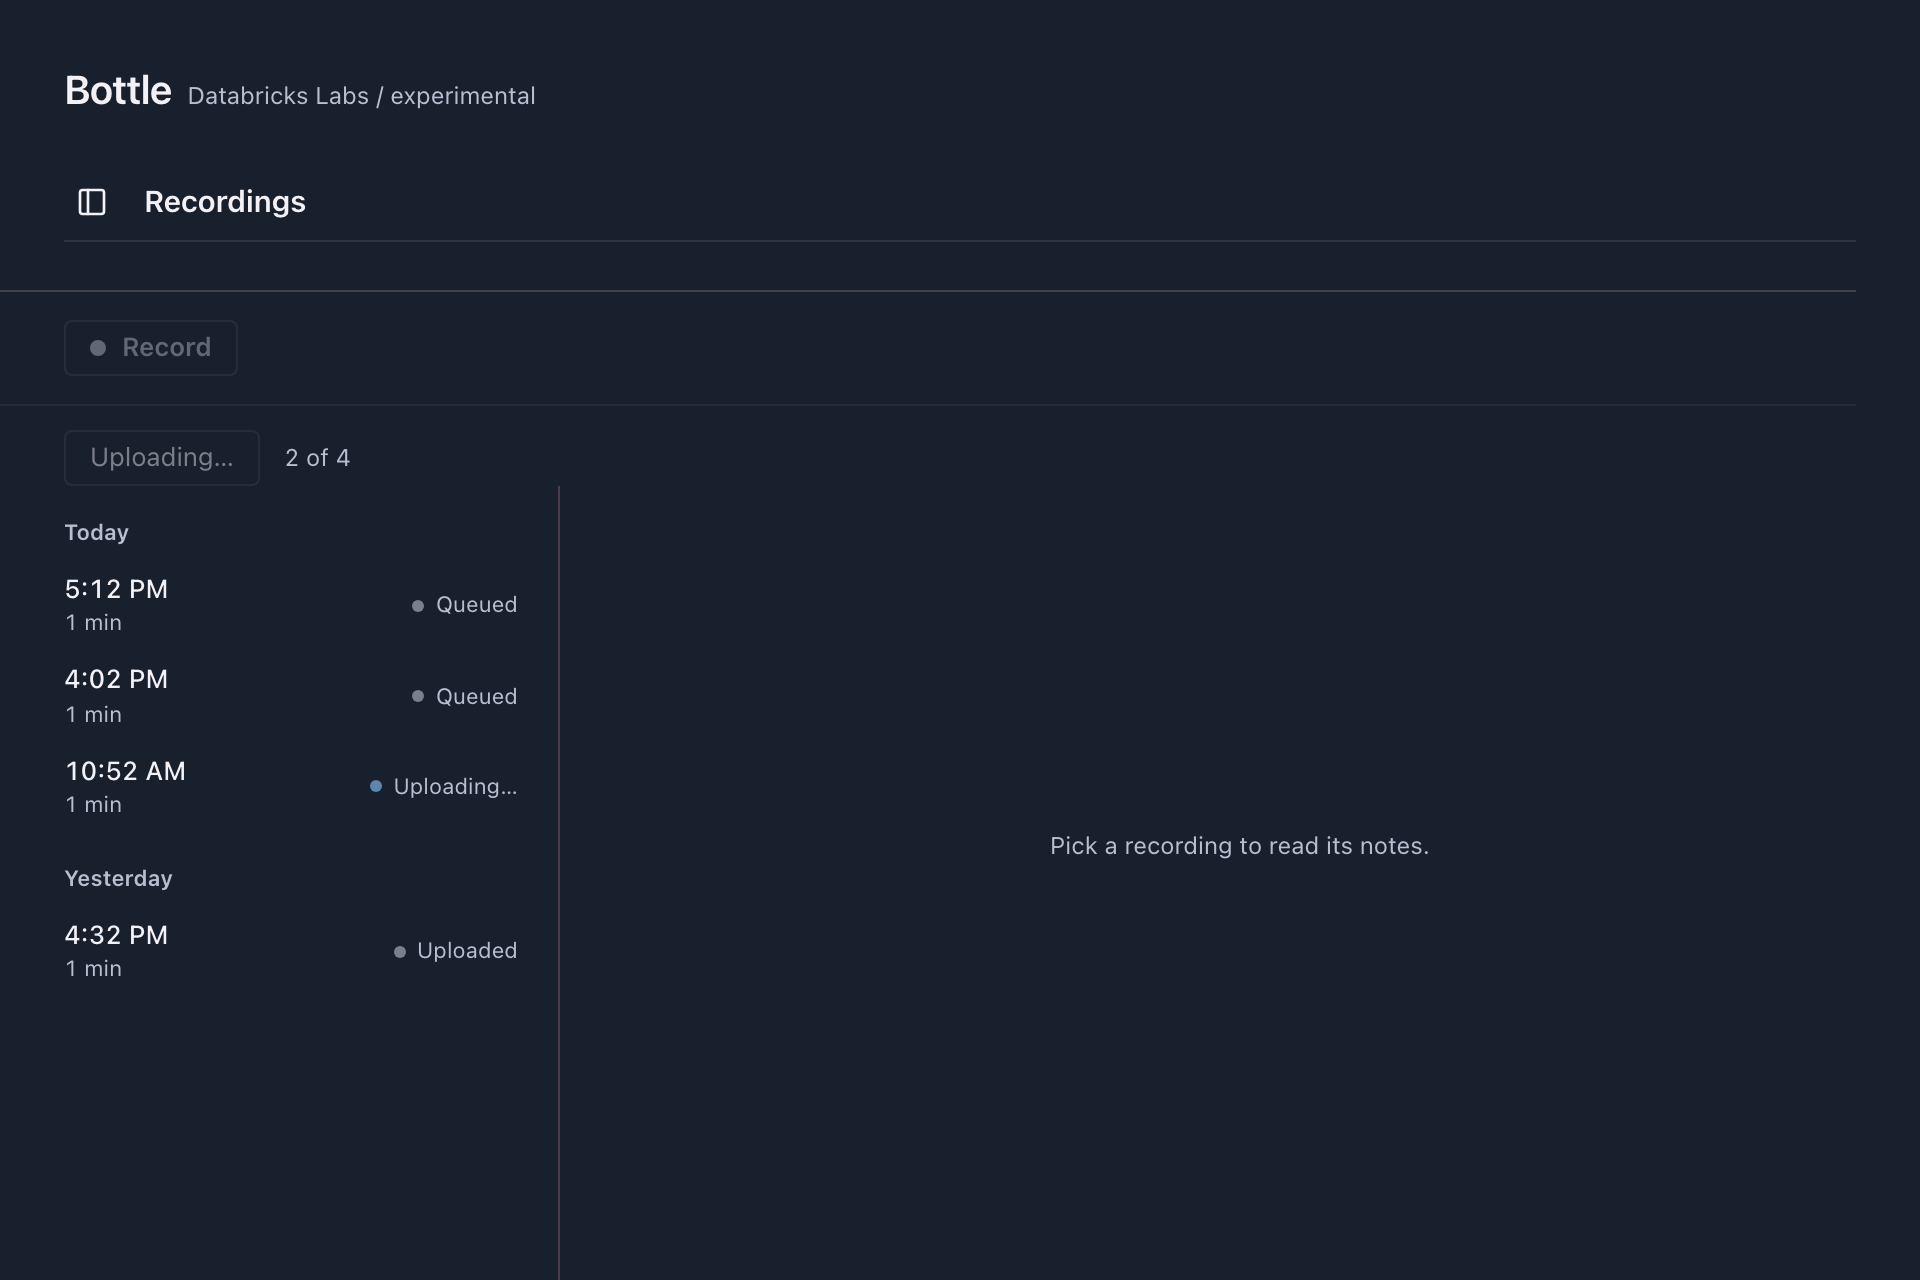 Bottle Databricks Labs / experimental
Recordings
Record
Uploading... 2 of 4
Today
5:12 PM
1 min
Queued
4:02 PM
1 min
Queued
10:52 AM
1 min
Uploading...
Yesterday
4:32 PM
1 min
Uploaded
Pick a recording to read its notes.